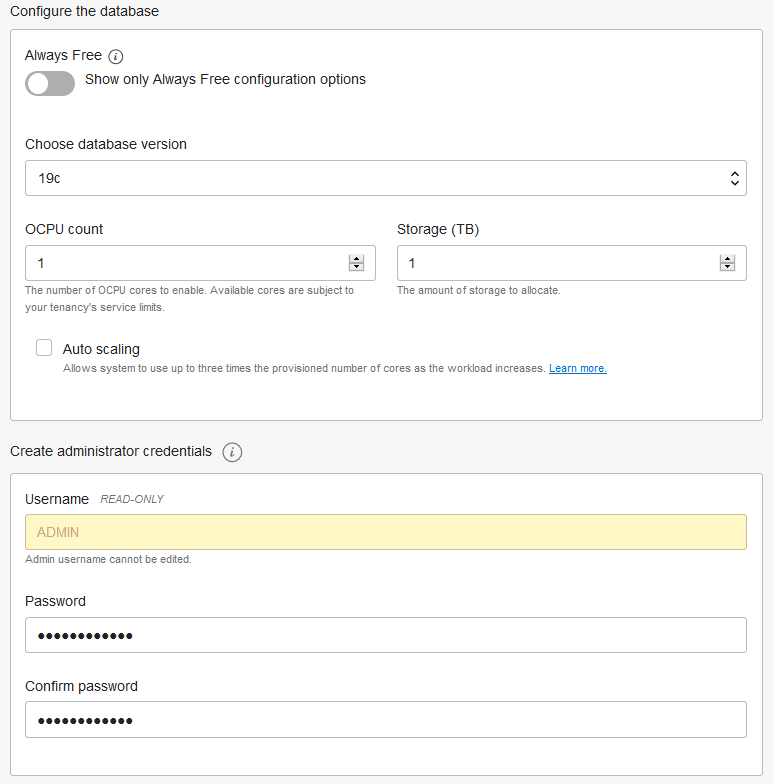 Configure the database
Always Free
Show only Always Free configuration options
Choose database version
19c
OCPU count
Storage (TB)
1
1
The number of OCPU cores to enable. Available cores are subject to
your tenancy's service limits.
The amount of storage to allocate.
Auto scaling
Allows system to use up to three times the provisioned number of cores as the workload increases. Learn more.
Create administrator credentials
Username READ-ONLY
ADMIN
Admin username cannot be edited.
Password
••••••••••••
Confirm password
••••••••••••